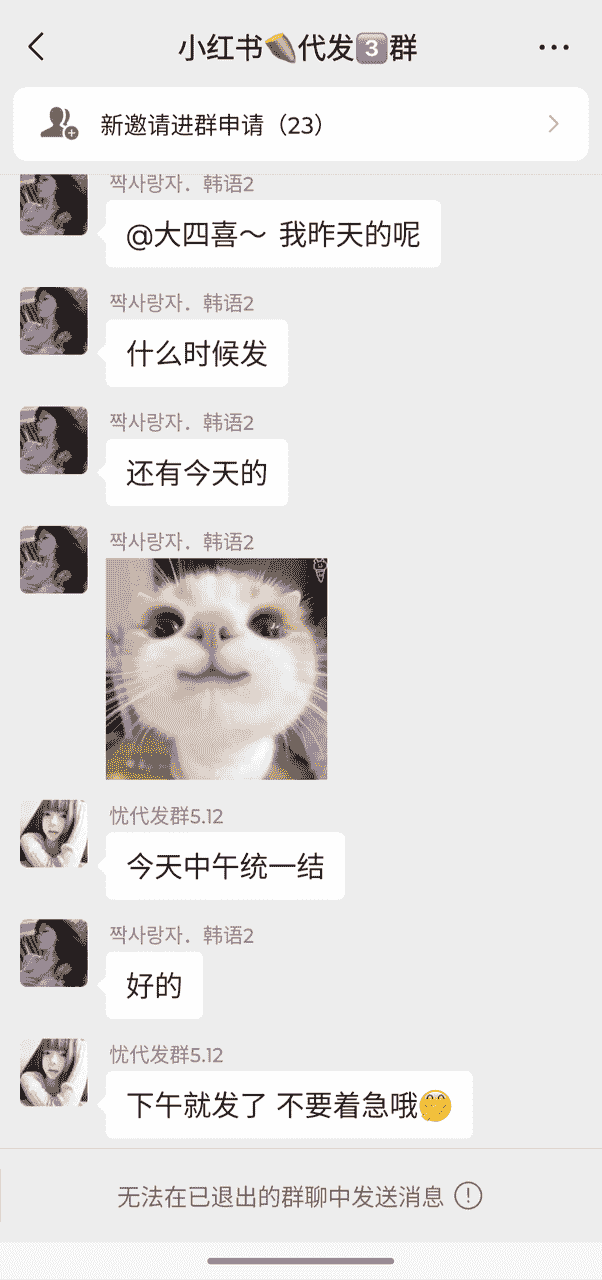 小红书🍠代发3️⃣群
新邀请进群申请（23）
짝사랑자．韩语2
@大四喜～ 我昨天的呢
짝사랑자．韩语2
什么时候发
짝사랑자．韩语2
还有今天的
짝사랑자．韩语2
忧代发群5.12
今天中午统一结
짝사랑자．韩语2
好的
忧代发群5.12
下午就发了 不要着急哦🤭
无法在已退出的群聊中发送消息